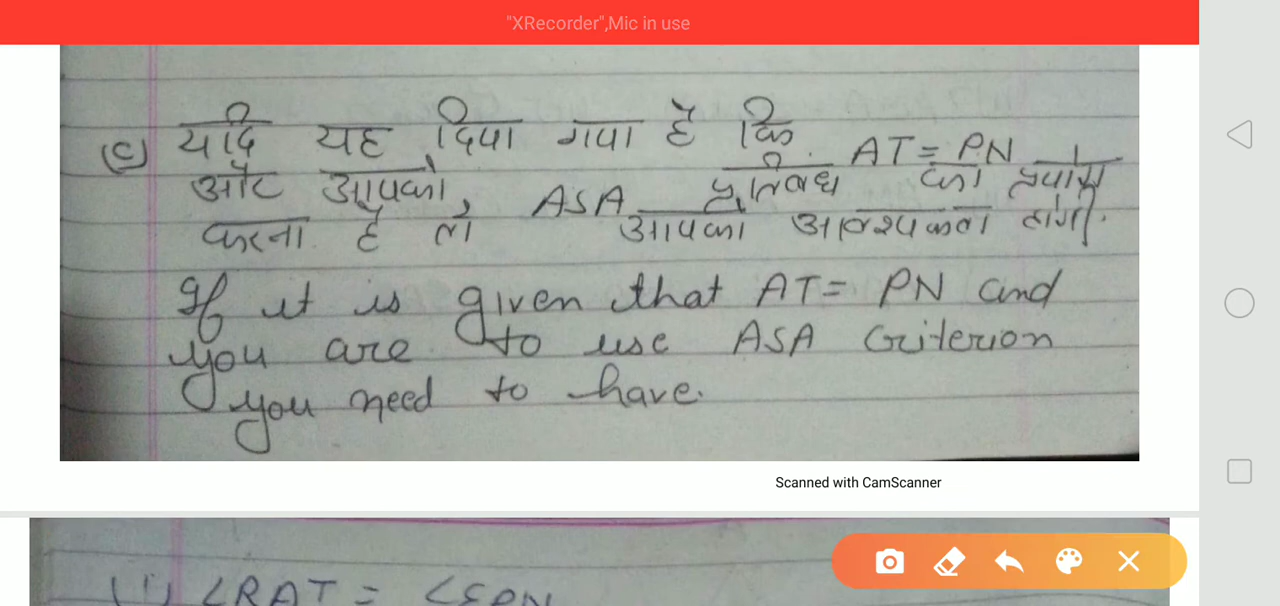 "XRecorder",Mic in use
(c) यदि यह दिया गया है कि AT = PN
और आपको ASA प्रतिबंध का प्रयोग
करना है तो आपको आवश्यकता होगी.
If it is given that AT = PN and
you are to use ASA Criterion
you need to have.
Scanned with CamScanner
(i) ∠RAT = ∠EPN